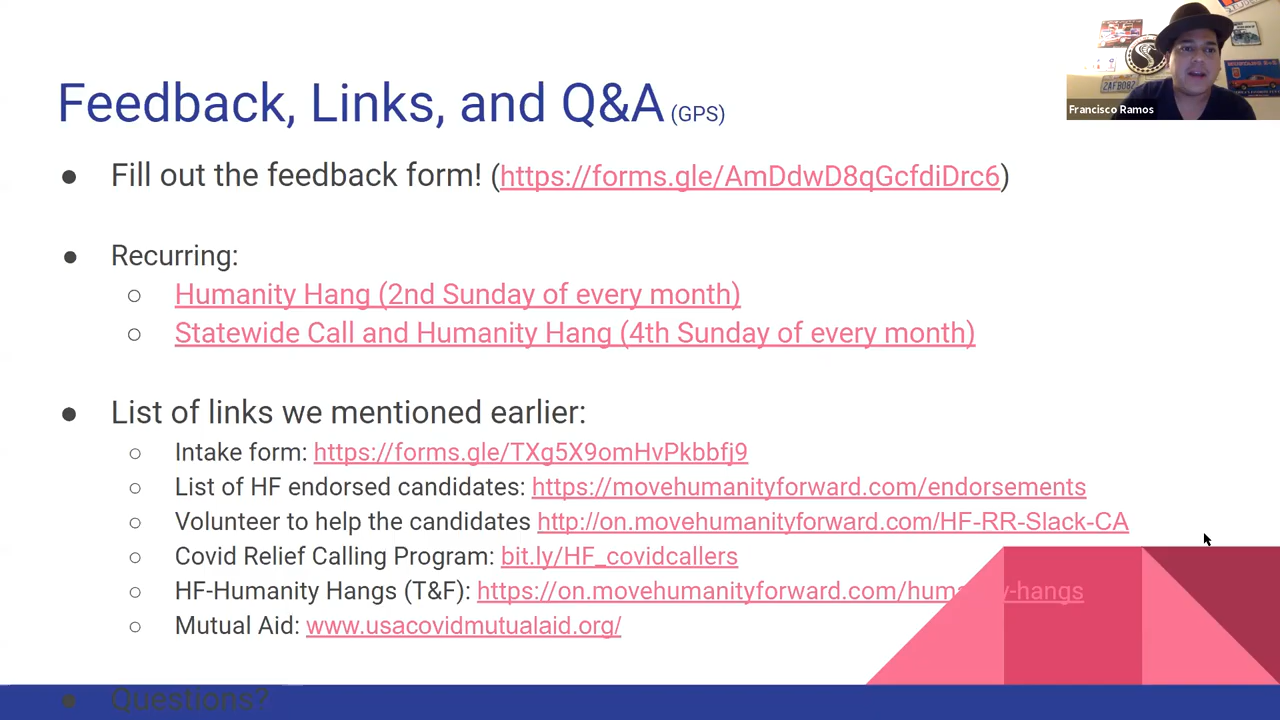 Feedback, Links, and Q&A (GPS)
● Fill out the feedback form! (https://forms.gle/AmDdwD8qGcfdiDrc6)
● Recurring:
○ Humanity Hang (2nd Sunday of every month)
○ Statewide Call and Humanity Hang (4th Sunday of every month)
● List of links we mentioned earlier:
○ Intake form: https://forms.gle/TXg5X9omHvPkbbfj9
○ List of HF endorsed candidates: https://movehumanityforward.com/endorsements
○ Volunteer to help the candidates http://on.movehumanityforward.com/HF-RR-Slack-CA
○ Covid Relief Calling Program: bit.ly/HF_covidcallers
○ HF-Humanity Hangs (T&F): https://on.movehumanityforward.com/hum y-hangs
○ Mutual Aid: www.usacovidmutualaid.org/
● Questions?
Francisco Ramos